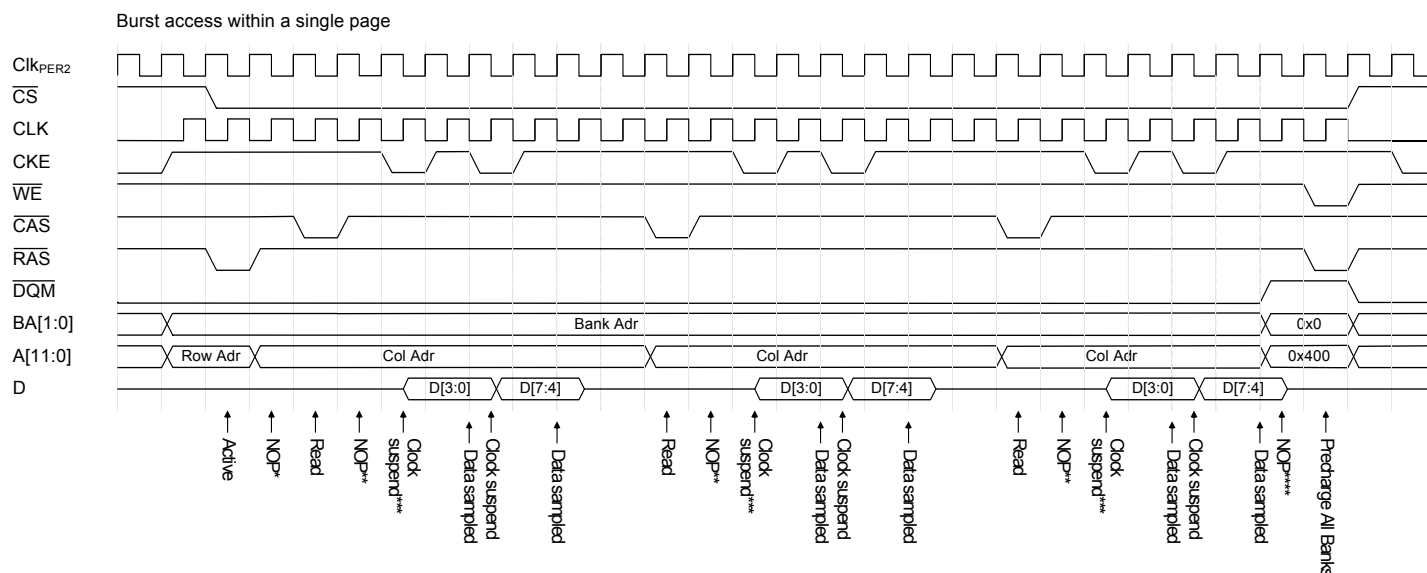 Burst access within a single page
ClkPER2
CS
CLK
CKE
WE
CAS
RAS
DQM
BA[1:0] Bank Adr 0x0
A[11:0] Row Adr Col Adr Col Adr Col Adr 0x400
D D[3:0] D[7:4] D[3:0] D[7:4] D[3:0] D[7:4]
Active
NOP*
Read
NOP**
Clock
suspend***
Data sampled
Clock suspend
Data sampled
Read
NOP**
Clock
suspend***
Data sampled
Clock suspend
Data sampled
Read
NOP**
Clock
suspend***
Data sampled
Clock suspend
Data sampled
NOP****
Precharge All Banks